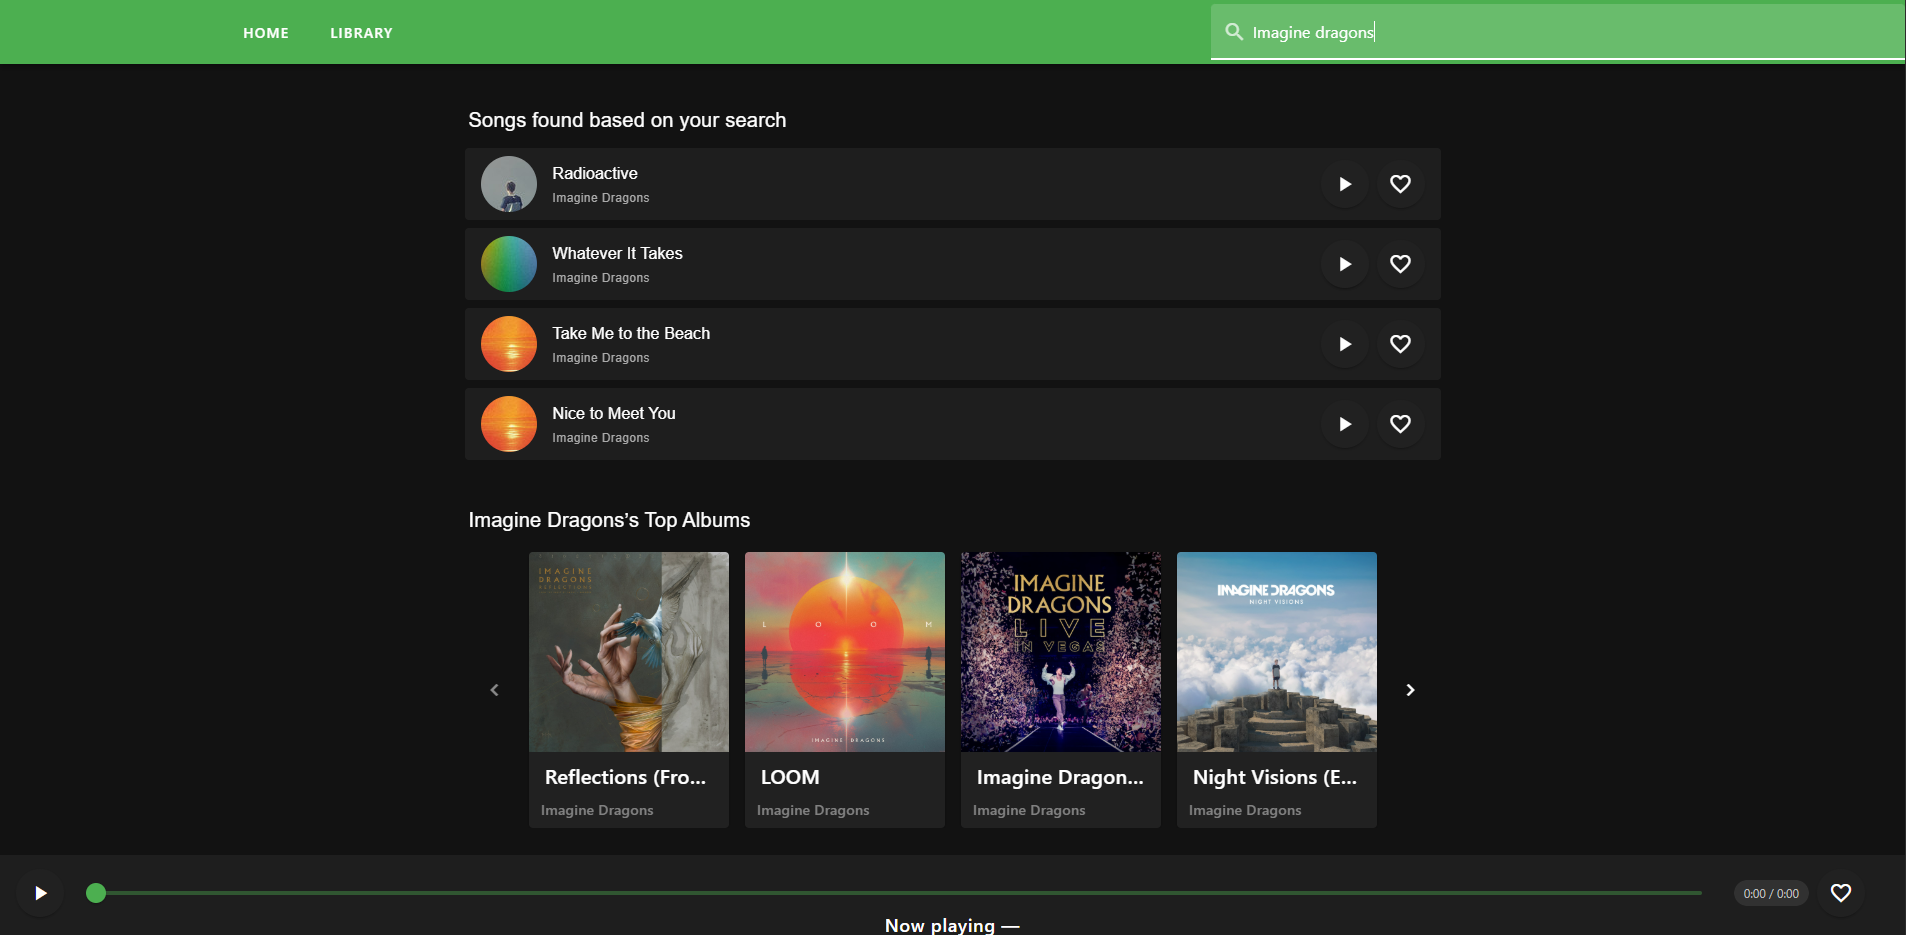 HOME LIBRARY Imagine dragons
Songs found based on your search
Radioactive
Imagine Dragons
Whatever It Takes
Imagine Dragons
Take Me to the Beach
Imagine Dragons
Nice to Meet You
Imagine Dragons
Imagine Dragons's Top Albums
IMAGINE
DRAGONS
REFLECTIONS
LOOM
IMAGINE DRAGONS
IMAGINE
DRAGONS
LIVE
IN VEGAS
IMAGINE DRAGONS
NIGHT VISIONS
Reflections (Fro...
Imagine Dragons
LOOM
Imagine Dragons
Imagine Dragon...
Imagine Dragons
Night Visions (E...
Imagine Dragons
0:00 / 0:00
Now playing —